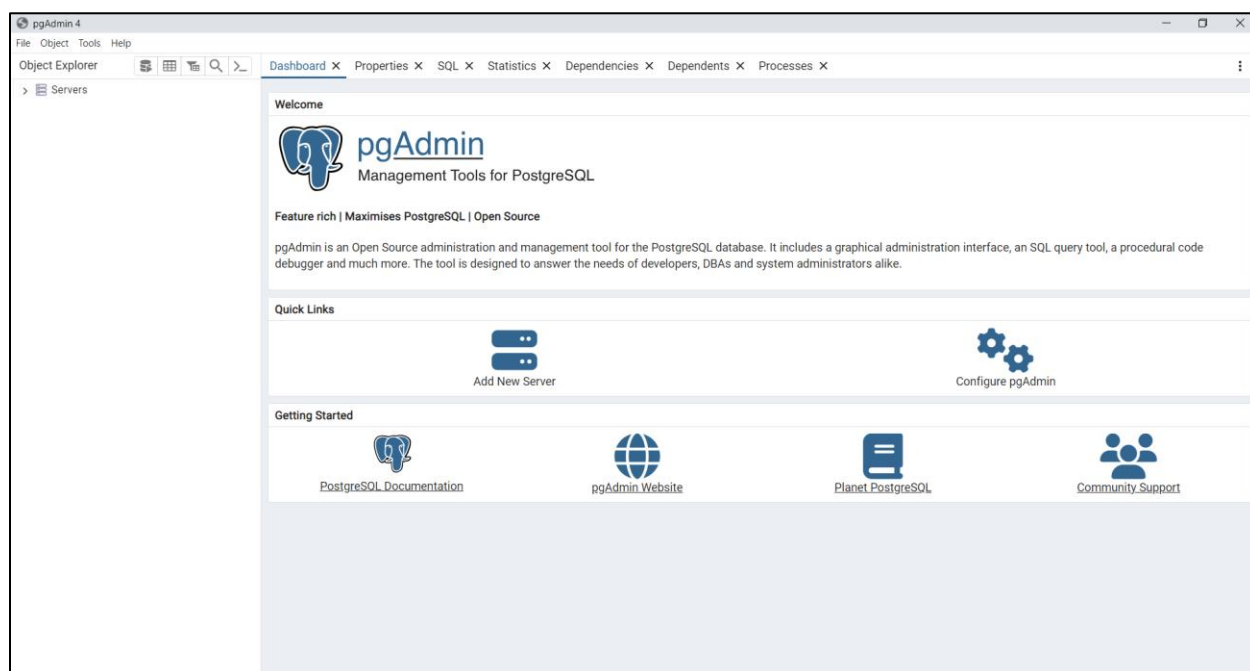 pgAdmin 4
File Object Tools Help
Object Explorer
Dashboard Properties SQL Statistics Dependencies Dependents Processes
Servers
Welcome
pgAdmin
Management Tools for PostgreSQL
Feature rich | Maximises PostgreSQL | Open Source
pgAdmin is an Open Source administration and management tool for the PostgreSQL database. It includes a graphical administration interface, an SQL query tool, a procedural code
debugger and much more. The tool is designed to answer the needs of developers, DBAs and system administrators alike.
Quick Links
Add New Server
Configure pgAdmin
Getting Started
PostgreSQL Documentation
pgAdmin Website
Planet PostgreSQL
Community Support